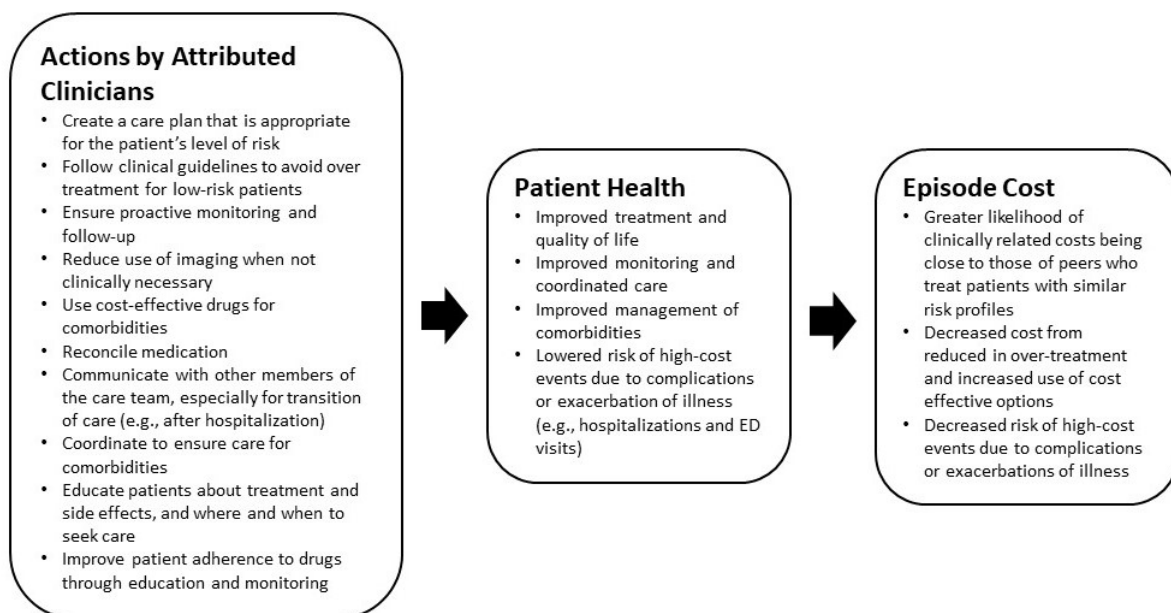 Actions by Attributed
Clinicians
• Create a care plan that is appropriate
for the patient's level of risk
• Follow clinical guidelines to avoid over
treatment for low-risk patients
• Ensure proactive monitoring and
follow-up
• Reduce use of imaging when not
clinically necessary
• Use cost-effective drugs for
comorbidities
• Reconcile medication
• Communicate with other members of
the care team, especially for transition
of care (e.g., after hospitalization)
• Coordinate to ensure care for
comorbidities
• Educate patients about treatment and
side effects, and where and when to
seek care
• Improve patient adherence to drugs
through education and monitoring
Patient Health
• Improved treatment and
quality of life
• Improved monitoring and
coordinated care
• Improved management of
comorbidities
• Lowered risk of high-cost
events due to complications
or exacerbation of illness
(e.g., hospitalizations and ED
visits)
Episode Cost
• Greater likelihood of
clinically related costs being
close to those of peers who
treat patients with similar
risk profiles
• Decreased cost from
reduced in over-treatment
and increased use of cost
effective options
• Decreased risk of high-cost
events due to complications
or exacerbations of illness